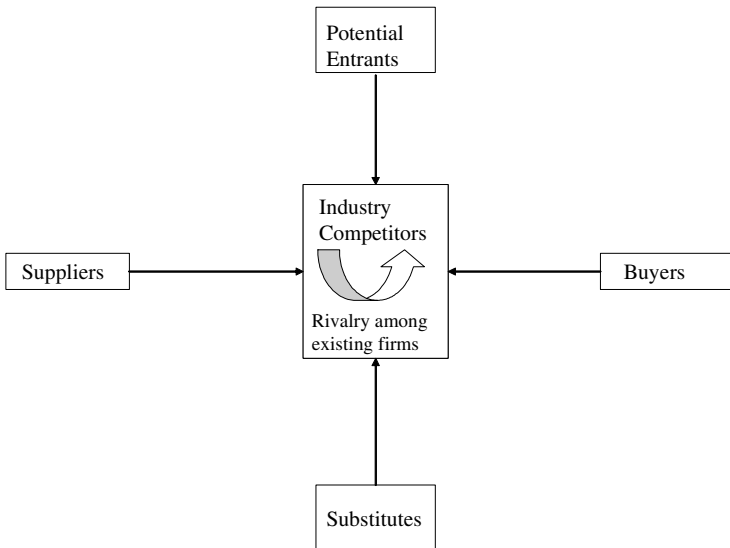 Potential
Entrants
Industry
Competitors
Suppliers
Buyers
Rivalry among
existing firms
Substitutes